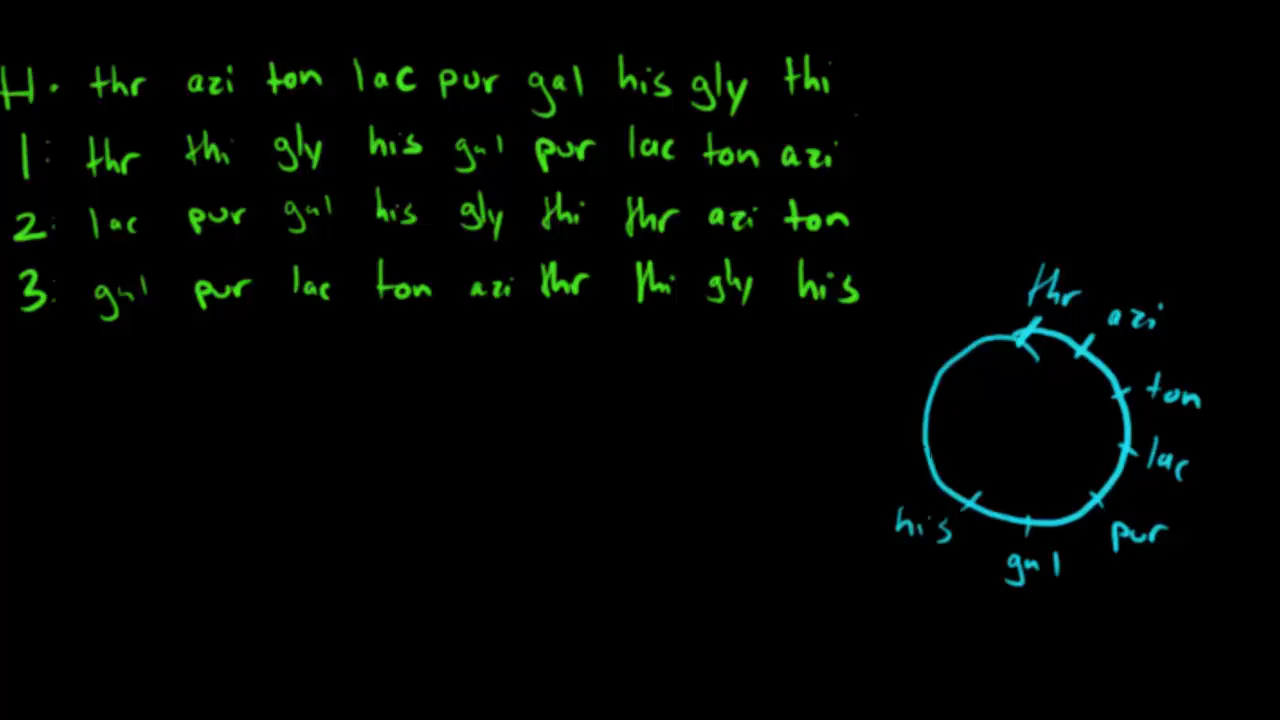 H. thr azi ton lac pur gal his gly thi
1: thr thi gly his gal pur lac ton azi
2: lac pur gal his gly thi thr azi ton
3: gal pur lac ton azi thr thi gly his
thr
azi
ton
lac
pur
gal
his